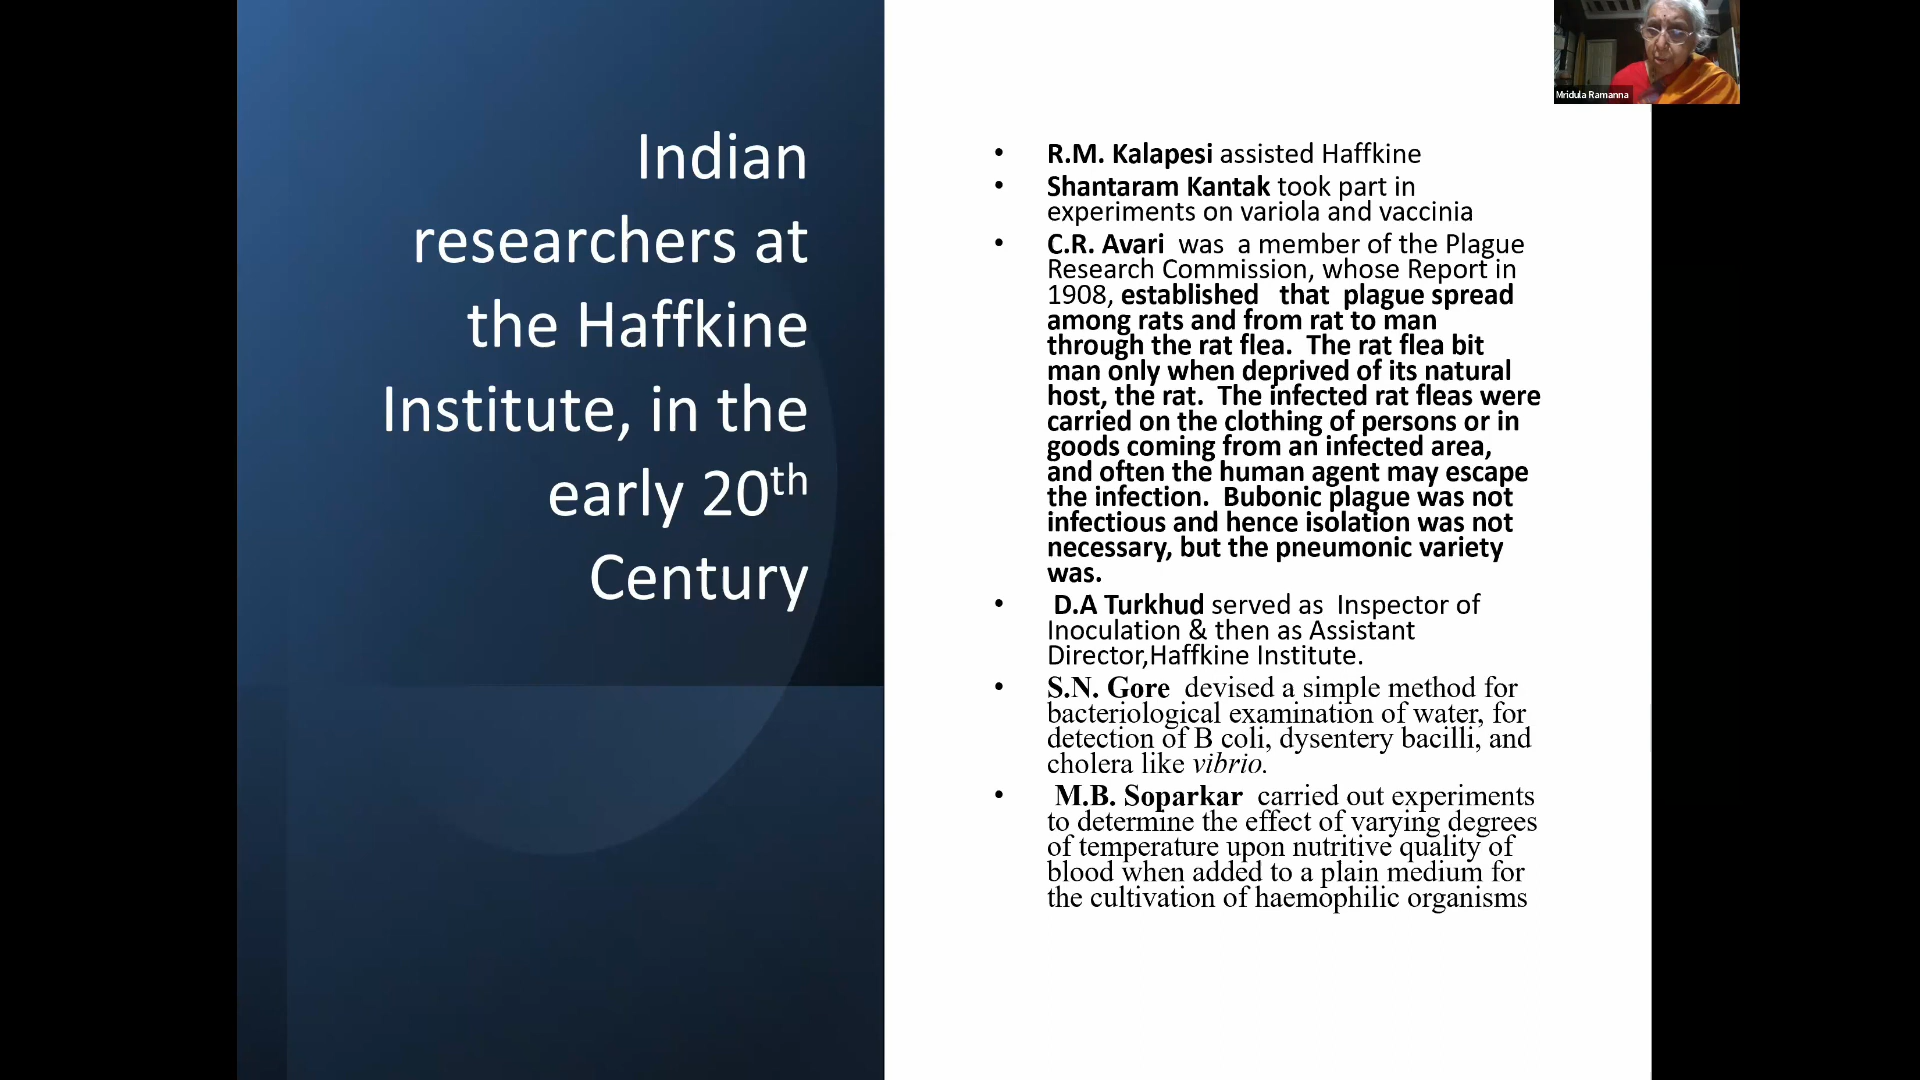 Indian
researchers at
the Haffkine
Institute, in the
early 20th
Century
Mridula Ramanna
• R.M. Kalapesi assisted Haffkine
• Shantaram Kantak took part in
experiments on variola and vaccinia
• C.R. Avari was a member of the Plague
Research Commission, whose Report in
1908, established that plague spread
among rats and from rat to man
through the rat flea. The rat flea bit
man only when deprived of its natural
host, the rat. The infected rat fleas were
carried on the clothing of persons or in
goods coming from an infected area,
and often the human agent may escape
the infection. Bubonic plague was not
infectious and hence isolation was not
necessary, but the pneumonic variety
was.
• D.A Turkhud served as Inspector of
Inoculation & then as Assistant
Director,Haffkine Institute.
• S.N. Gore devised a simple method for
bacteriological examination of water, for
detection of B coli, dysentery bacilli, and
cholera like vibrio.
• M.B. Soparkar carried out experiments
to determine the effect of varying degrees
of temperature upon nutritive quality of
blood when added to a plain medium for
the cultivation of haemophilic organisms